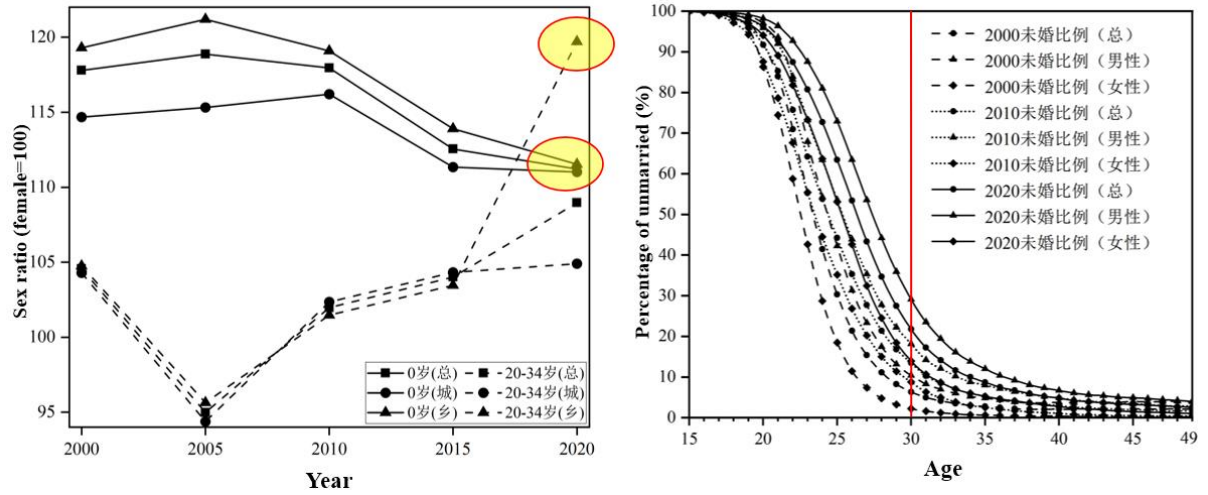 Sex ratio (female=100)
120
115
110
105
100
95
0岁(总)
0岁(城)
0岁(乡)
20-34岁(总)
20-34岁(城)
20-34岁(乡)
2000 2005 2010 2015 2020
Year
Percentage of unmarried (%)
100
90
80
70
60
50
40
30
20
10
0
2000未婚比例（总）
2000未婚比例（男性）
2000未婚比例（女性）
2010未婚比例（总）
2010未婚比例（男性）
2010未婚比例（女性）
2020未婚比例（总）
2020未婚比例（男性）
2020未婚比例（女性）
15 20 25 30 35 40 45 49
Age